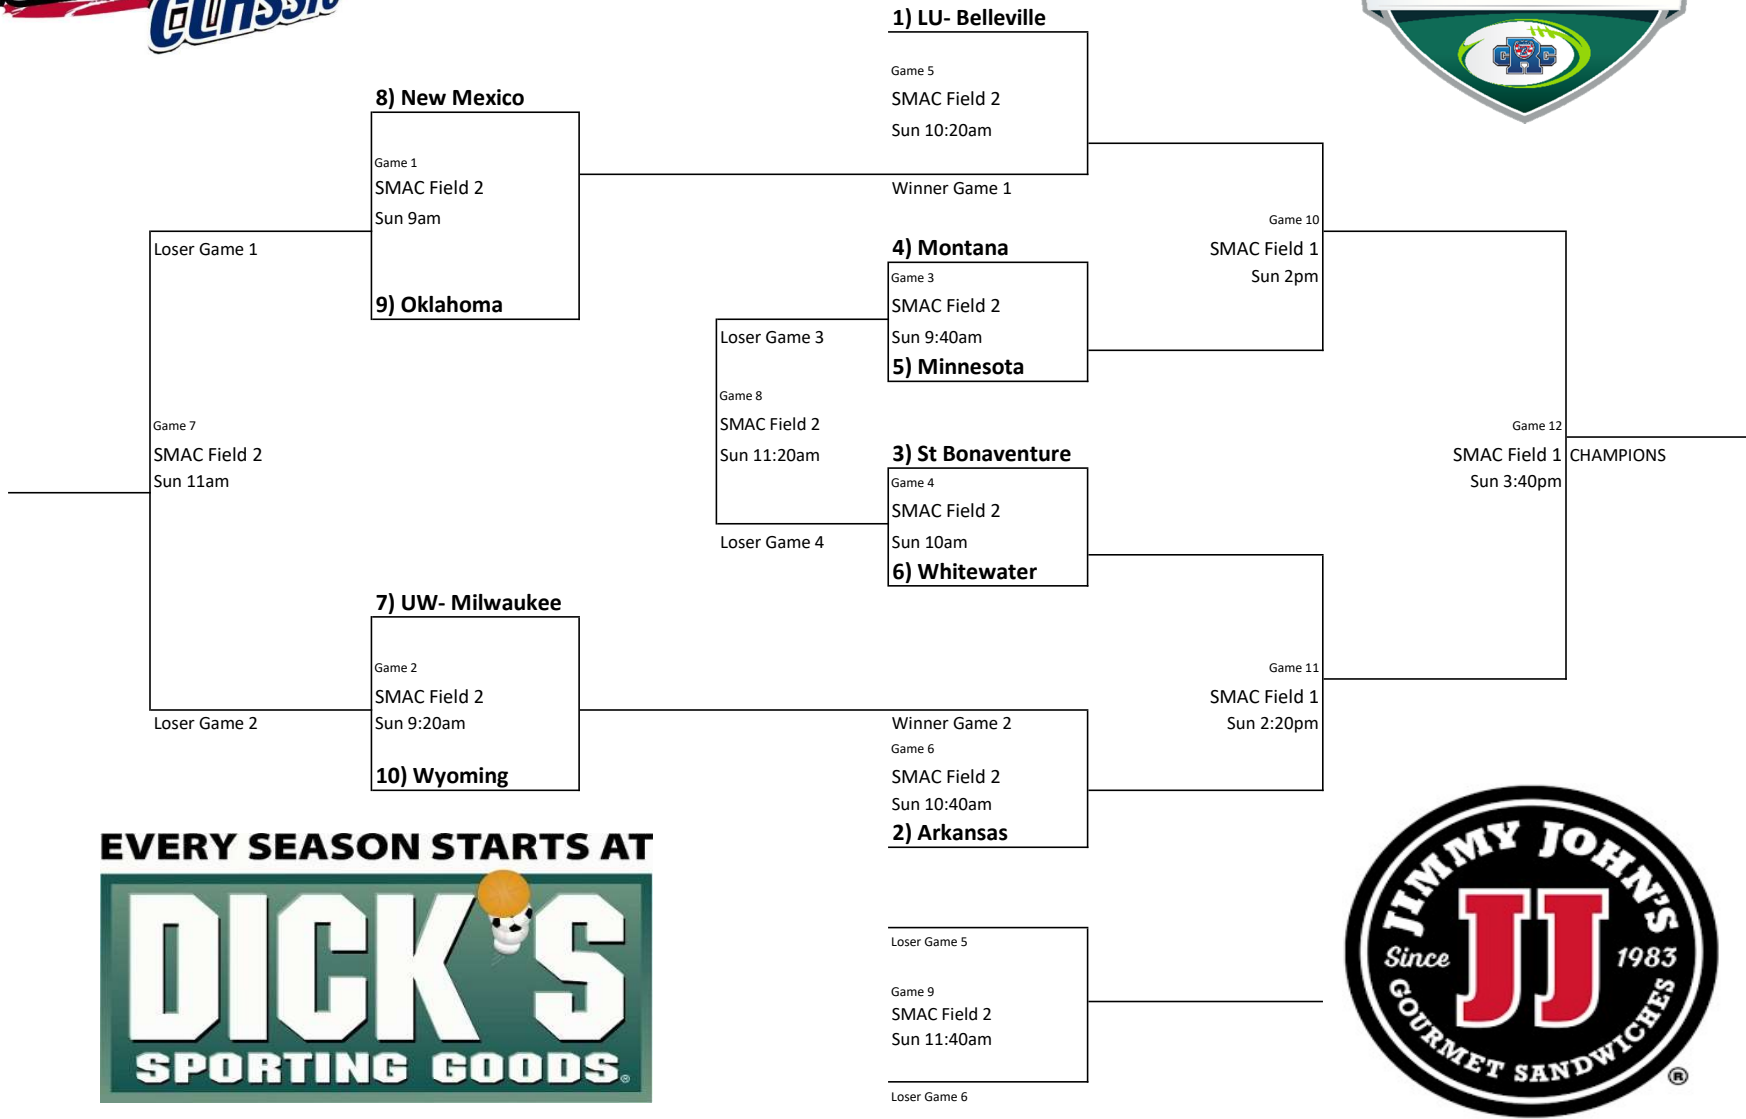 CLASSIC
1) LU- Belleville
Game 5
SMAC Field 2
Sun 10:20am
Winner Game 1
CRC
8) New Mexico
Game 1
SMAC Field 2
Sun 9am
9) Oklahoma
Loser Game 1
4) Montana
Game 3
SMAC Field 2
Sun 9:40am
5) Minnesota
Game 10
SMAC Field 1
Sun 2pm
Loser Game 3
Game 8
SMAC Field 2
Sun 11:20am
Loser Game 4
Game 7
SMAC Field 2
Sun 11am
3) St Bonaventure
Game 4
SMAC Field 2
Sun 10am
6) Whitewater
Game 12
SMAC Field 1
Sun 3:40pm
CHAMPIONS
7) UW- Milwaukee
Game 2
SMAC Field 2
Sun 9:20am
10) Wyoming
Loser Game 2
Winner Game 2
Game 6
SMAC Field 2
Sun 10:40am
2) Arkansas
Game 11
SMAC Field 1
Sun 2:20pm
EVERY SEASON STARTS AT
DICK'S
SPORTING GOODS®
Loser Game 5
Game 9
SMAC Field 2
Sun 11:40am
Loser Game 6
JIMMY JOHN'S
Since 1983
JJ
GOURMET SANDWICHES
®